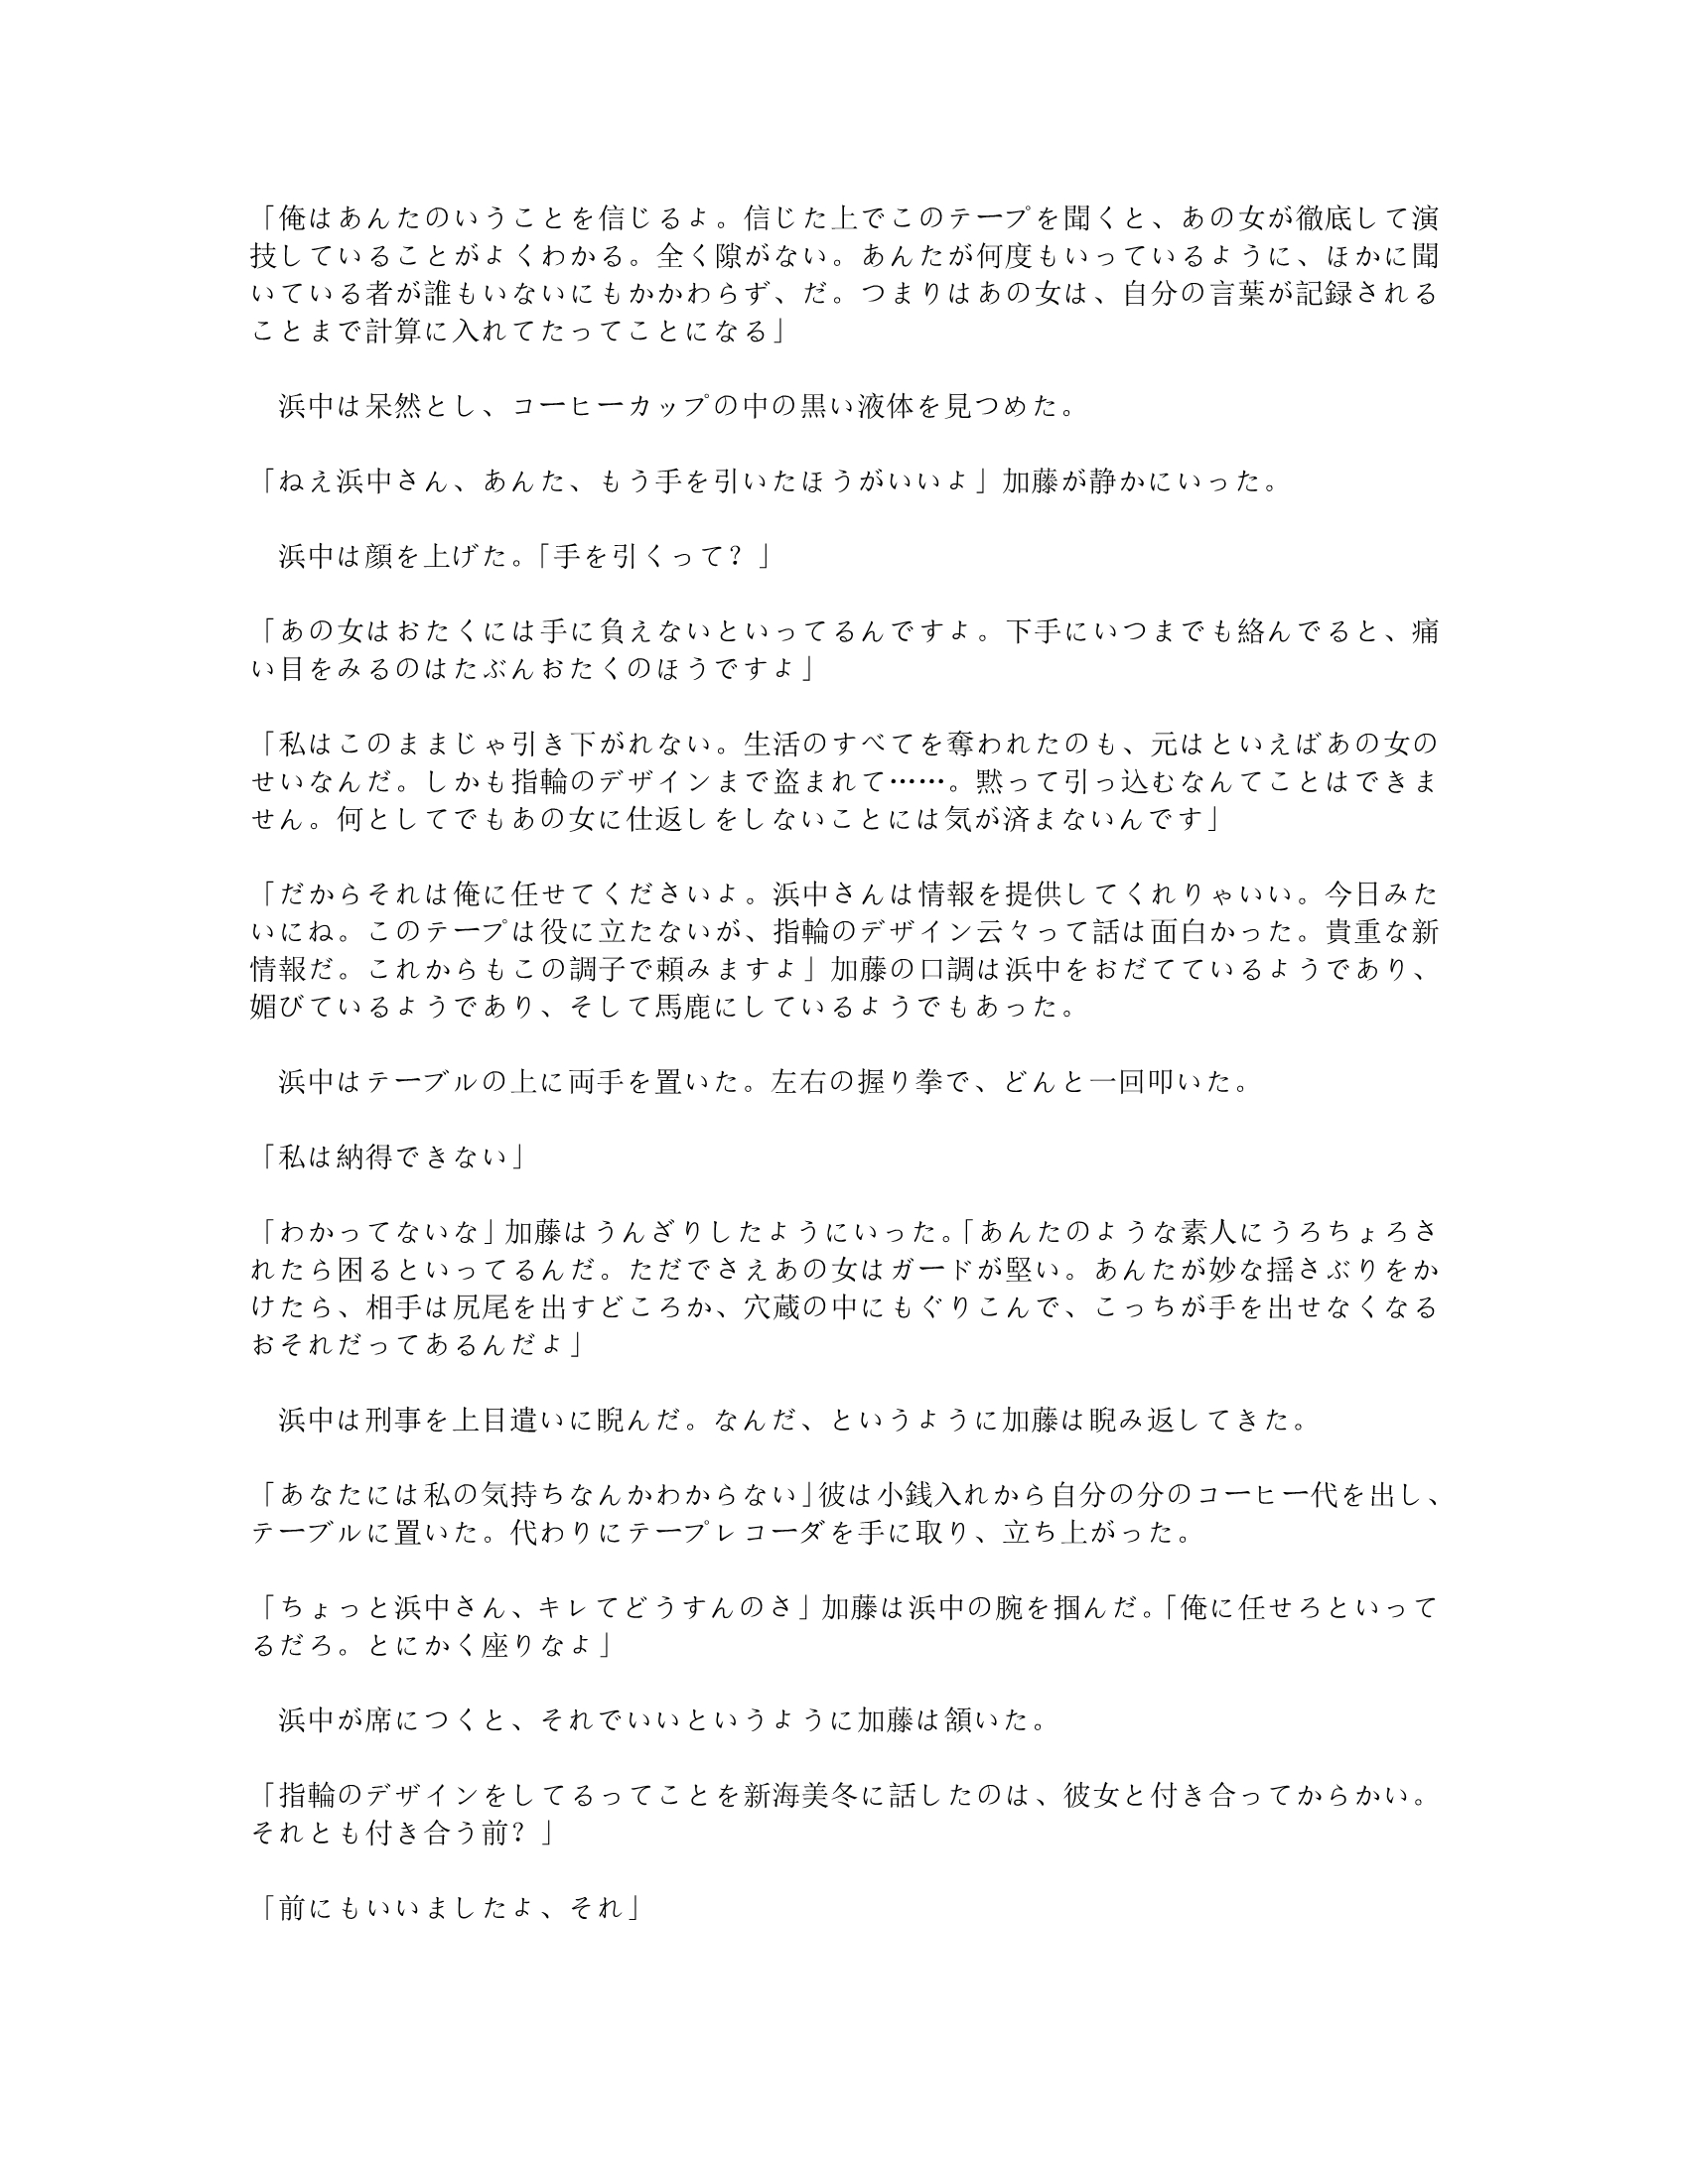 「俺はあんたのいうことを信じるよ。信じた上でこのテープを聞くと、あの女が徹底して演
技していることがよくわかる。全く隙がない。あんたが何度もいっているように、ほかに聞
いている者が誰もいないにもかかわらず、だ。つまりはあの女は、自分の言葉が記録される
ことまで計算に入れてたってことになる」
　浜中は呆然とし、コーヒーカップの中の黒い液体を見つめた。
「ねえ浜中さん、あんた、もう手を引いたほうがいいよ」加藤が静かにいった。
　浜中は顔を上げた。「手を引くって？」
「あの女はおたくには手に負えないといってるんですよ。下手にいつまでも絡んでると、痛
い目をみるのはたぶんおたくのほうですよ」
「私はこのままじゃ引き下がれない。生活のすべてを奪われたのも、元はといえばあの女の
せいなんだ。しかも指輪のデザインまで盗まれて……。黙って引っ込むなんてことはできま
せん。何としてでもあの女に仕返しをしないことには気が済まないんです」
「だからそれは俺に任せてくださいよ。浜中さんは情報を提供してくれりゃいい。今日みた
いにね。このテープは役に立たないが、指輪のデザイン云々って話は面白かった。貴重な新
情報だ。これからもこの調子で頼みますよ」加藤の口調は浜中をおだてているようであり、
媚びているようであり、そして馬鹿にしているようでもあった。
　浜中はテーブルの上に両手を置いた。左右の握り拳で、どんと一回叩いた。
「私は納得できない」
「わかってないな」加藤はうんざりしたようにいった。「あんたのような素人にうろちょろさ
れたら困るといってるんだ。ただでさえあの女はガードが堅い。あんたが妙な揺さぶりをか
けたら、相手は尻尾を出すどころか、穴蔵の中にもぐりこんで、こっちが手を出せなくなる
おそれだってあるんだよ」
　浜中は刑事を上目遣いに睨んだ。なんだ、というように加藤は睨み返してきた。
「あなたには私の気持ちなんかわからない」彼は小銭入れから自分の分のコーヒー代を出し、
テーブルに置いた。代わりにテープレコーダを手に取り、立ち上がった。
「ちょっと浜中さん、キレてどうすんのさ」加藤は浜中の腕を掴んだ。「俺に任せろといって
るだろ。とにかく座りなよ」
　浜中が席につくと、それでいいというように加藤は頷いた。
「指輪のデザインをしてるってことを新海美冬に話したのは、彼女と付き合ってからかい。
それとも付き合う前？」
「前にもいいましたよ、それ」